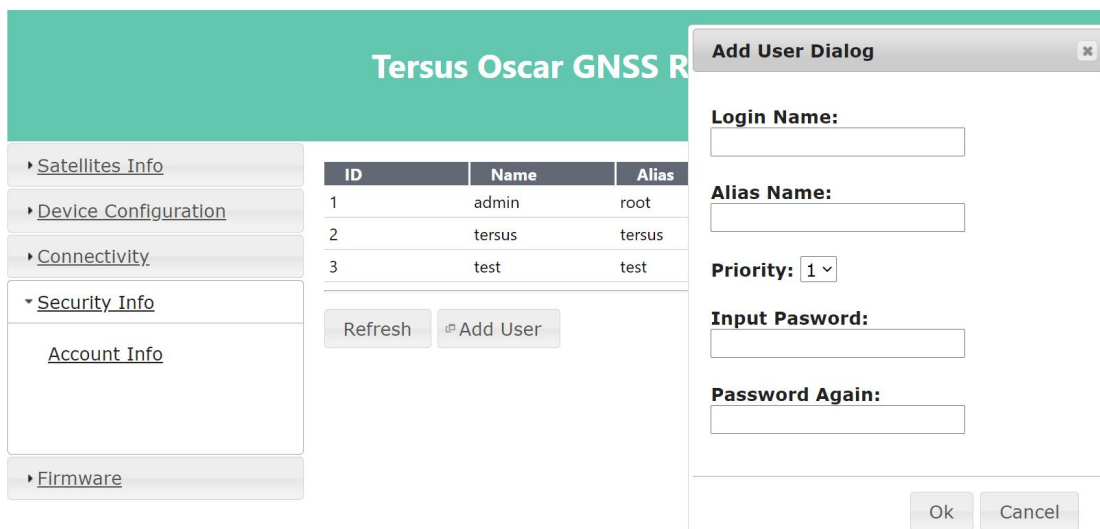 Tersus Oscar GNSS R
Satellites Info
Device Configuration
Connectivity
Security Info
Account Info
Firmware
ID Name Alias
1 admin root
2 tersus tersus
3 test test
Refresh Add User
Add User Dialog
Login Name:
Alias Name:
Priority: 1
Input Pasword:
Password Again:
Ok Cancel